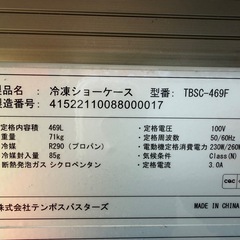 製品名 : 冷凍ショーケース 型番: TBSC-469F
製造番号: 41522110088000017
・定格内容積 469L
・重量 71kg
・冷媒 R290 (プロパン)
・冷媒封入量 85g
・断熱発泡ガス シクロペンタン
・定格電圧 100V
・定格周波数 50/60Hz
・電動機定格消費電力 230W/260W
・気候条件 Class(N)
・定格電流 3.0A
株式会社テンポスバスターズ
MADE IN CHINA